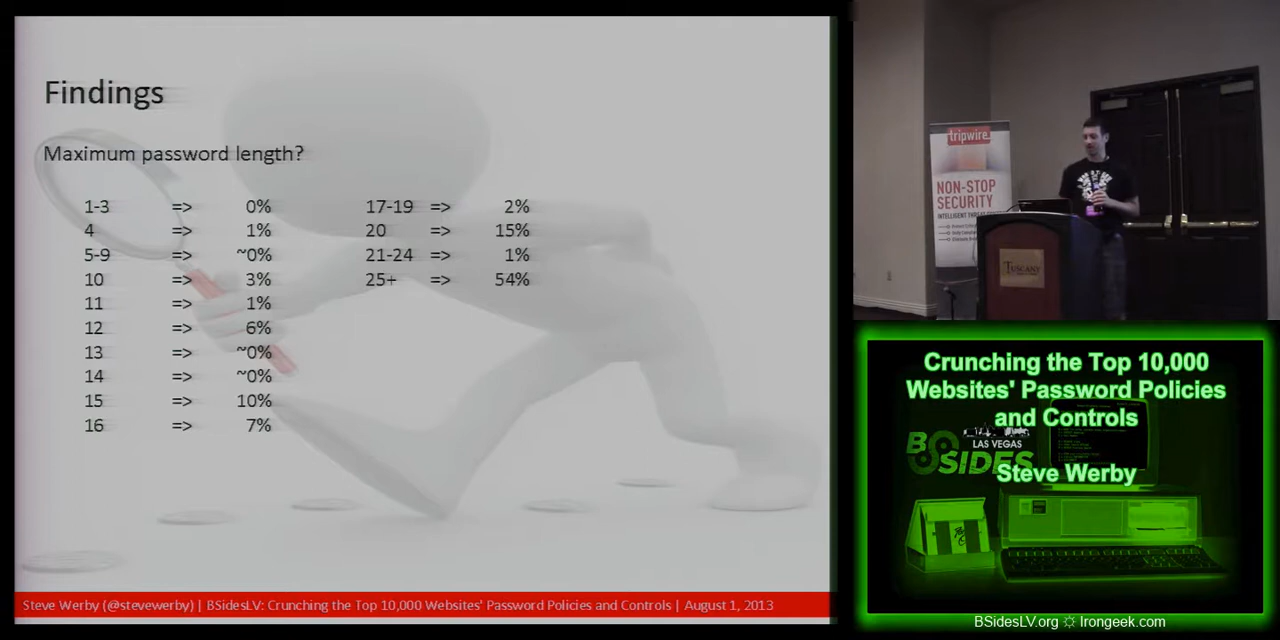 Findings
Maximum password length?
1-3 => 0%
4 => 1%
5-9 => ~0%
10 => 3%
11 => 1%
12 => 6%
13 => ~0%
14 => ~0%
15 => 10%
16 => 7%
17-19 => 2%
20 => 15%
21-24 => 1%
25+ => 54%
Steve Werby (@stevewerby) | BSidesLV: Crunching the Top 10,000 Websites' Password Policies and Controls | August 1, 2013
tripwire
NON-STOP
SECURITY
TUSCANY
Crunching the Top 10,000
Websites' Password Policies
and Controls
LAS VEGAS
BSIDES
Steve Werby
BSidesLV.org ☼ Irongeek.com